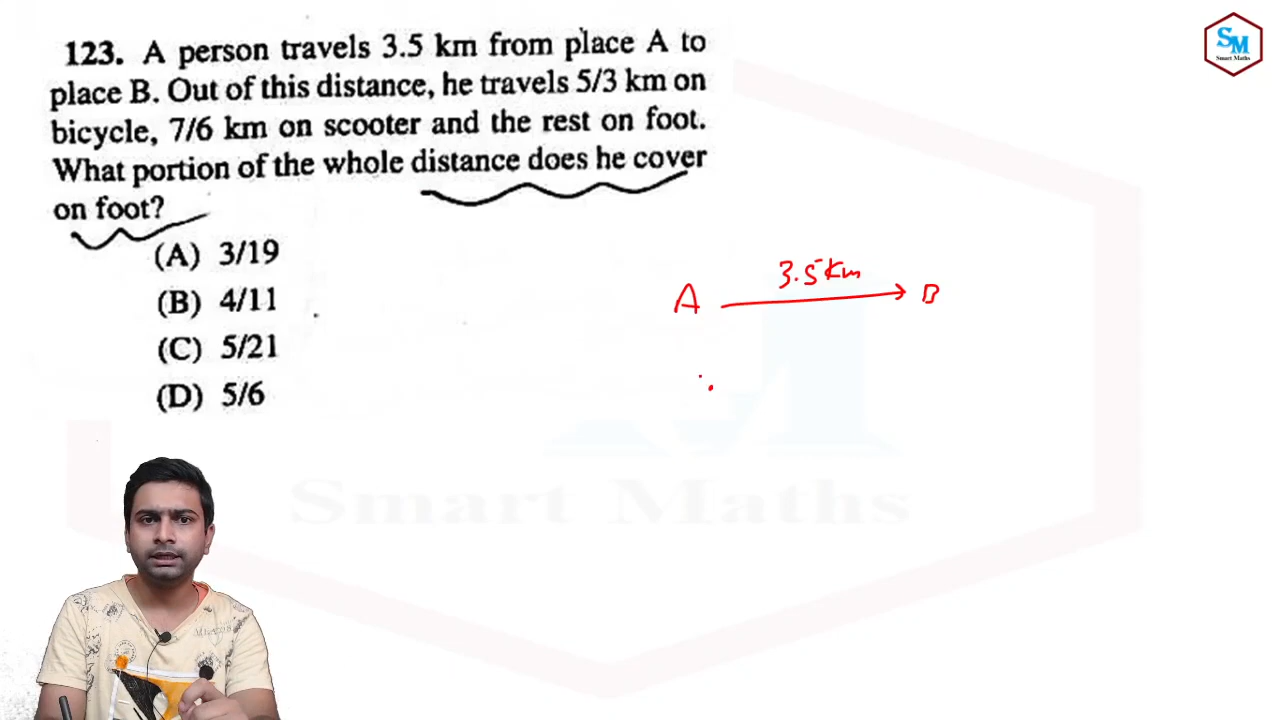 123. A person travels 3.5 km from place A to
place B. Out of this distance, he travels 5/3 km on
bicycle, 7/6 km on scooter and the rest on foot.
What portion of the whole distance does he cover
on foot?
(A) 3/19
(B) 4/11
(C) 5/21
(D) 5/6
3.5 km
A B
SM
Smart Maths
Smart Maths